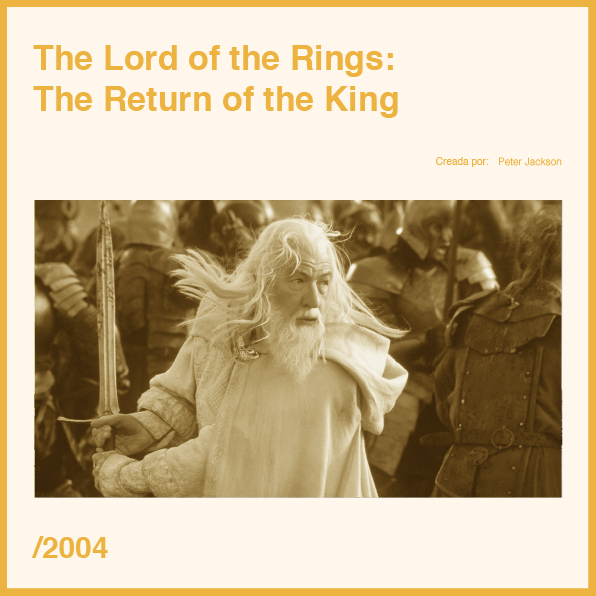 The Lord of the Rings:
The Return of the King
Creada por: Peter Jackson
/2004